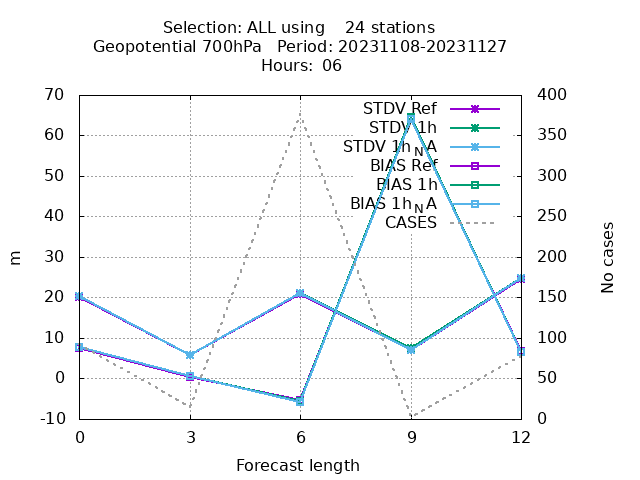 Selection: ALL using    24 stations
Geopotential 700hPa   Period: 20231108-20231127
Hours: 06
70
60
50
40
30
20
10
0
-10
m
STDV Ref
STDV 1h
STDV 1h_NA
BIAS Ref
BIAS 1h
BIAS 1h_NA
CASES
400
350
300
250
200
150
100
50
0
No cases
0 3 6 9 12
Forecast length